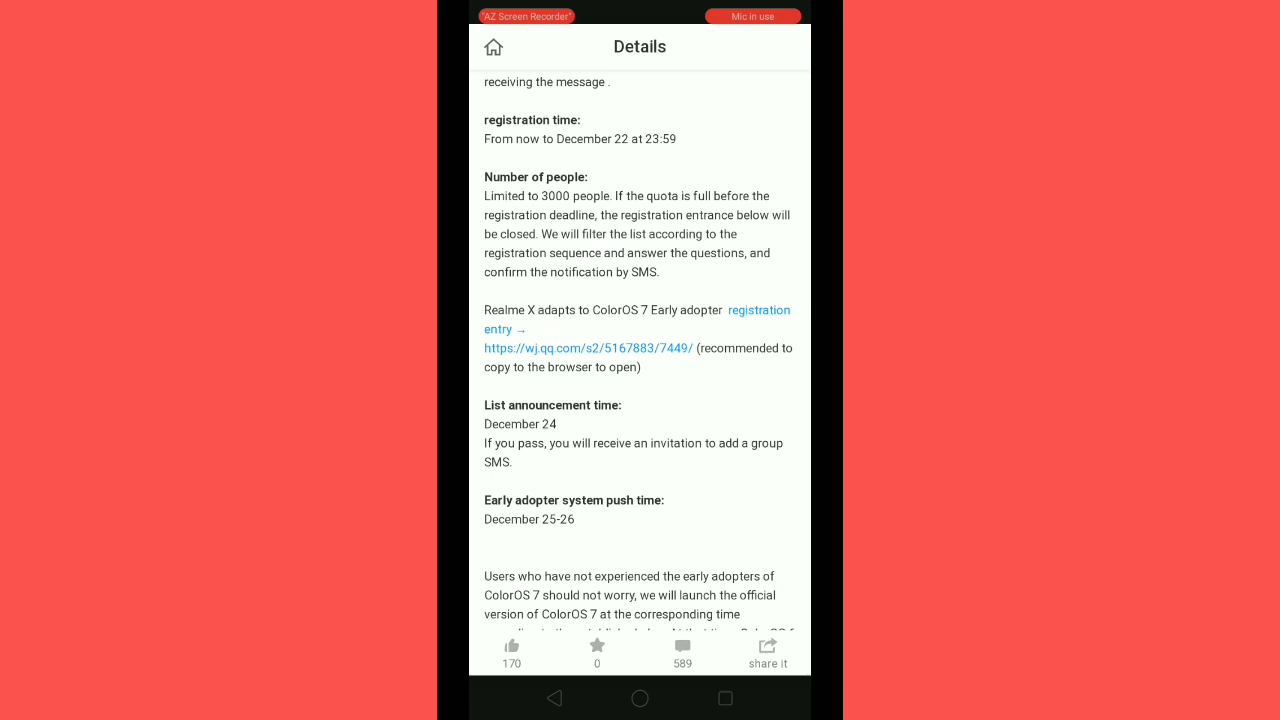 "AZ Screen Recorder"
Mic in use
Details
receiving the message .
registration time:
From now to December 22 at 23:59
Number of people:
Limited to 3000 people. If the quota is full before the
registration deadline, the registration entrance below will
be closed. We will filter the list according to the
registration sequence and answer the questions, and
confirm the notification by SMS.
Realme X adapts to ColorOS 7 Early adopter registration
entry →
https://wj.qq.com/s2/5167883/7449/ (recommended to
copy to the browser to open)
List announcement time:
December 24
If you pass, you will receive an invitation to add a group
SMS.
Early adopter system push time:
December 25-26
Users who have not experienced the early adopters of
ColorOS 7 should not worry, we will launch the official
version of ColorOS 7 at the corresponding time
170
0
589
share it